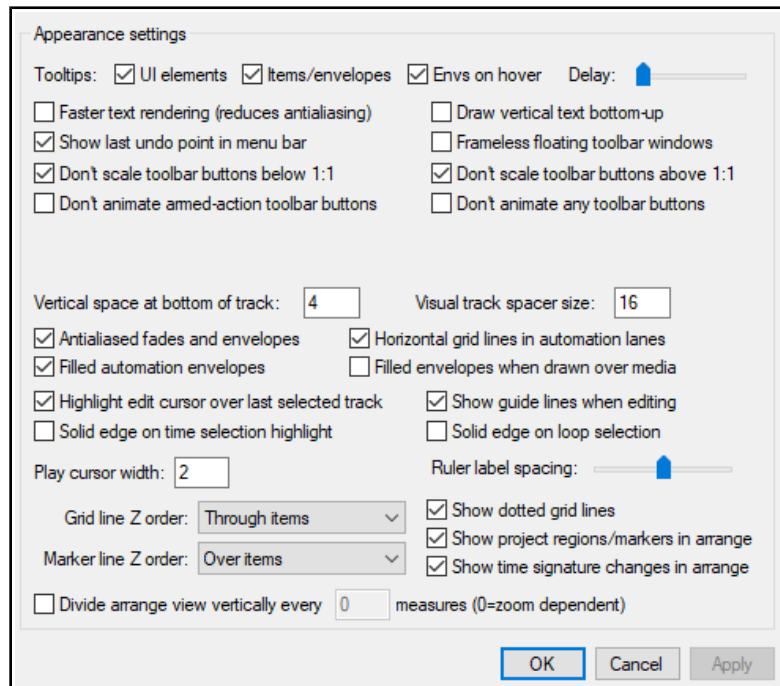 Appearance settings
Tooltips: UI elements Items/envelopes Envs on hover Delay:
Faster text rendering (reduces antialiasing) Draw vertical text bottom-up
Show last undo point in menu bar Frameless floating toolbar windows
Don't scale toolbar buttons below 1:1 Don't scale toolbar buttons above 1:1
Don't animate armed-action toolbar buttons Don't animate any toolbar buttons
Vertical space at bottom of track: 4 Visual track spacer size: 16
Antialiased fades and envelopes Horizontal grid lines in automation lanes
Filled automation envelopes Filled envelopes when drawn over media
Highlight edit cursor over last selected track Show guide lines when editing
Solid edge on time selection highlight Solid edge on loop selection
Play cursor width: 2 Ruler label spacing:
Grid line Z order: Through items Show dotted grid lines
Show project regions/markers in arrange
Marker line Z order: Over items Show time signature changes in arrange
Divide arrange view vertically every 0 measures (0=zoom dependent)
OK Cancel Apply